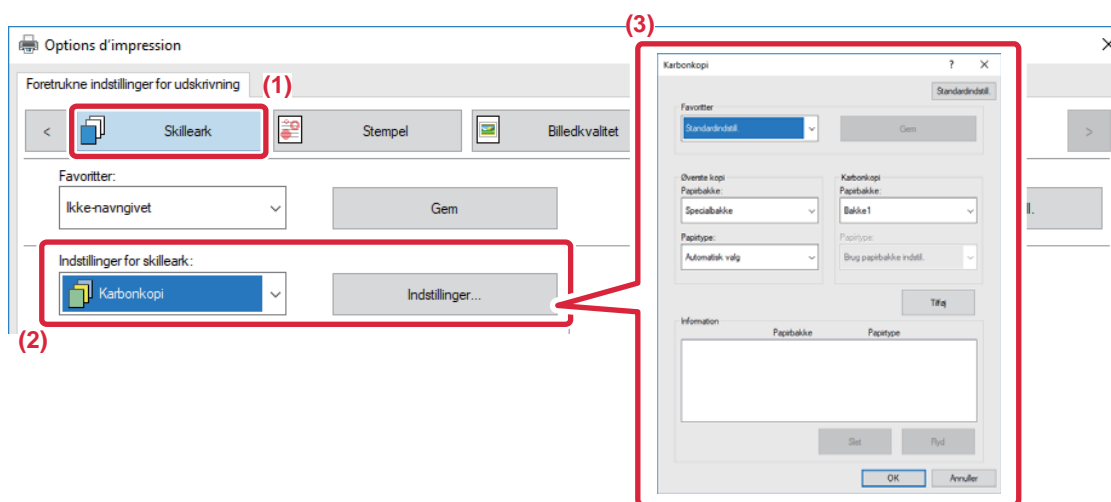 (3)
Options d'impression
Foretrukne indstillinger for udskrivning
(1)
< Skilleark Stempel Billedkvalitet >
Favoritter:
Ikke-navngivet Gem l.
Indstillinger for skilleark:
Karbonkopi Indstillinger...
(2)
Karbonkopi ? ×
Standardindstill.
Favoritter
Standardindstill. Gem
Øverste kopi Karbonkopi
Papirbakke: Papirbakke:
Specialbakke Bakke1
Papirtype: Papirtype:
Automatisk valg Brug papirbakke indstil.
Tilføj
Information
Papirbakke Papirtype
Slet Ryd
OK Annuller